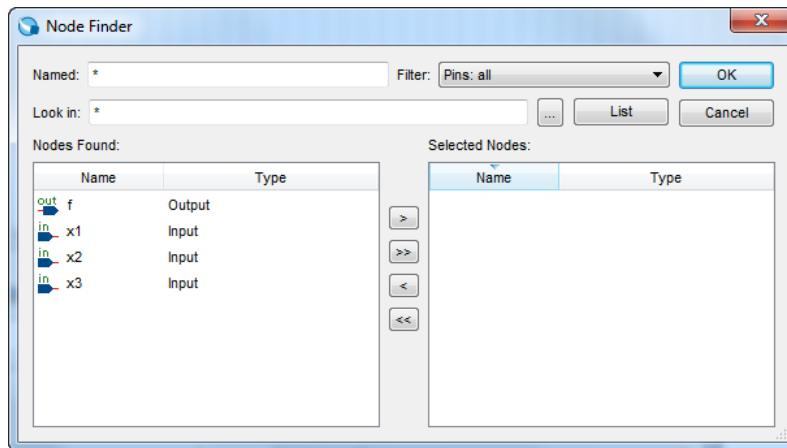 Node Finder
Named: * Filter: Pins: all OK
Look in: * ... List Cancel
Nodes Found: Selected Nodes:
Name Type Name Type
out f Output
in x1 Input
in x2 Input
in x3 Input
>
>>
<
<<